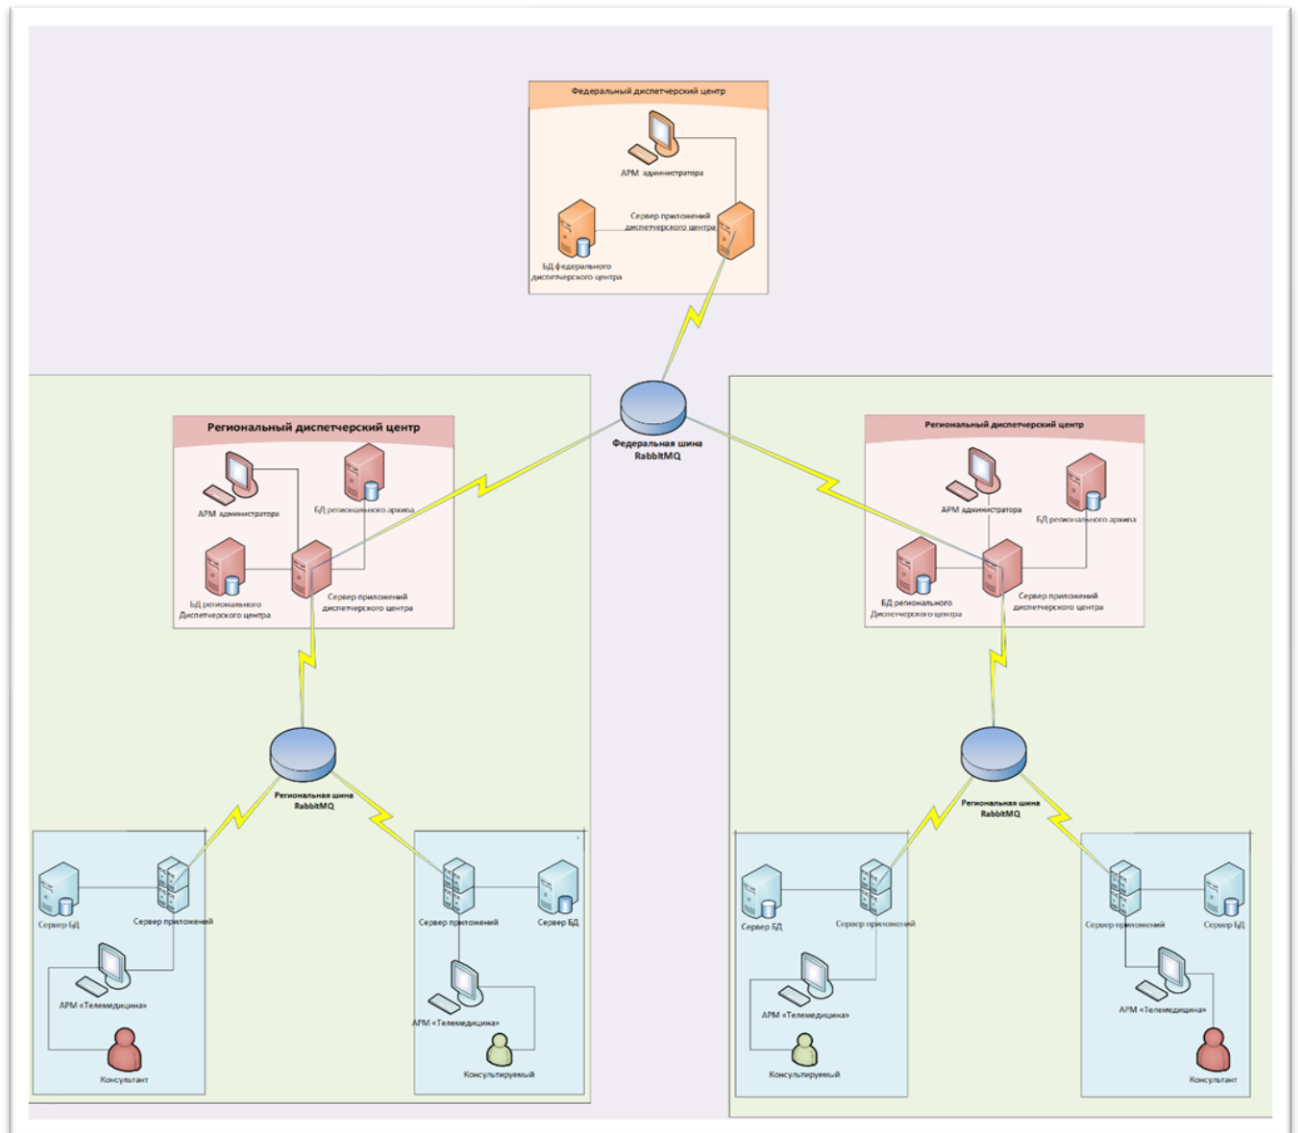 Федеральный диспетчерский центр
АРМ администратора
Сервер приложений
диспетчерского центра
БД федерального
диспетчерского центра
Федеральная шина
RabbitMQ
Региональный диспетчерский центр
АРМ администратора
БД регионального архива
БД регионального
Диспетчерского центра
Сервер приложений
диспетчерского центра
Региональный диспетчерский центр
АРМ администратора
БД регионального архива
БД регионального
Диспетчерского центра
Сервер приложений
диспетчерского центра
Региональная шина
RabbitMQ
Региональная шина
RabbitMQ
Сервер БД
Сервер приложений
АРМ «Телемедицина»
Консультант
Сервер приложений
Сервер БД
АРМ «Телемедицина»
Консультируемый
Сервер БД
Сервер приложений
АРМ «Телемедицина»
Консультируемый
Сервер приложений
Сервер БД
АРМ «Телемедицина»
Консультант